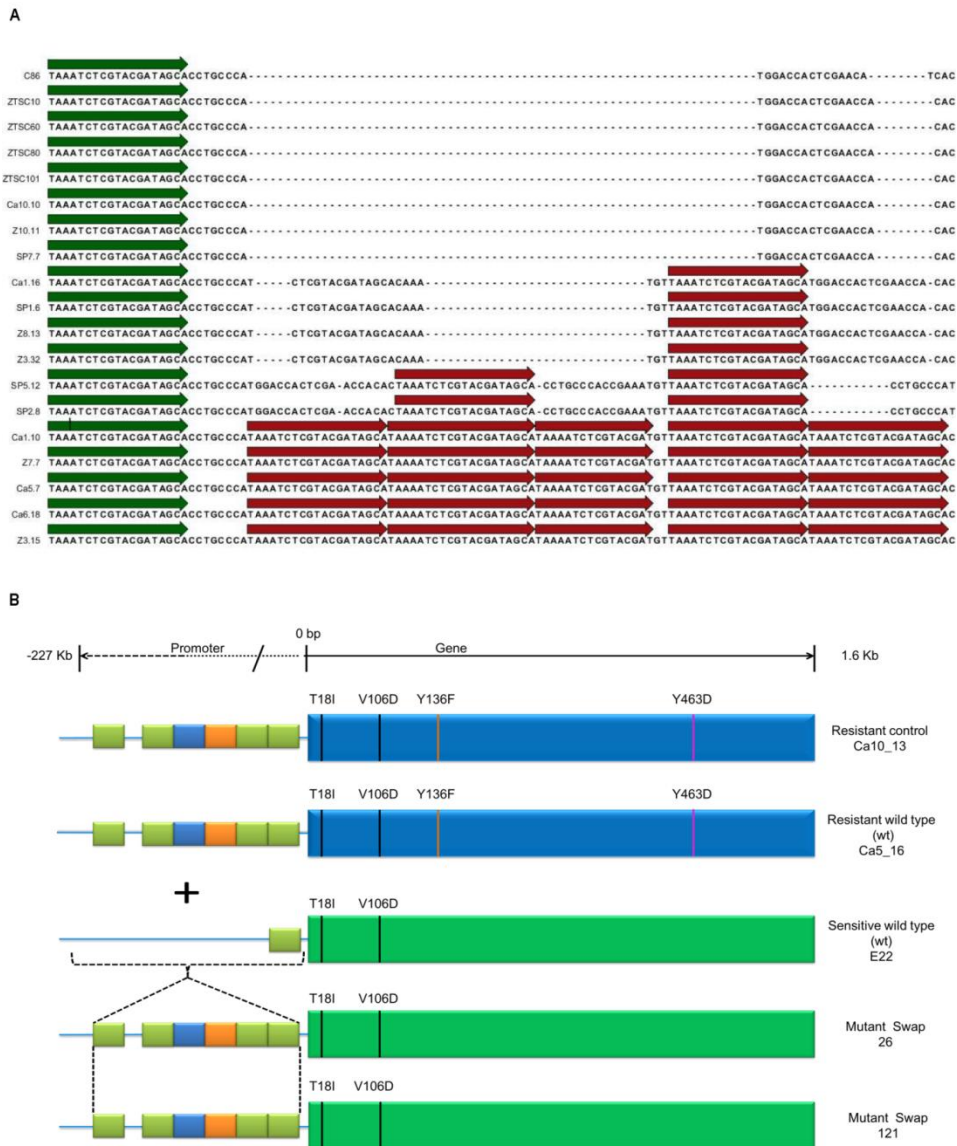 A
C86 TAAATCTCGTACGATAGCACCTGCCCA---------------------------------------------------------------------TGGACCACTCGAACA--------TCAC
ZTSC10 TAAATCTCGTACGATAGCACCTGCCCA---------------------------------------------------------------------TGGACCACTCGAACCA--------CAC
ZTSC60 TAAATCTCGTACGATAGCACCTGCCCA---------------------------------------------------------------------TGGACCACTCGAACCA--------CAC
ZTSC80 TAAATCTCGTACGATAGCACCTGCCCA---------------------------------------------------------------------TGGACCACTCGAACCA--------CAC
ZTSC101 TAAATCTCGTACGATAGCACCTGCCCA---------------------------------------------------------------------TGGACCACTCGAACCA--------CAC
Ca10.10 TAAATCTCGTACGATAGCACCTGCCCA---------------------------------------------------------------------TGGACCACTCGAACCA--------CAC
Z10.11 TAAATCTCGTACGATAGCACCTGCCCA---------------------------------------------------------------------TGGACCACTCGAACCA--------CAC
SP7.7 TAAATCTCGTACGATAGCACCTGCCCA---------------------------------------------------------------------TGGACCACTCGAACCA--------CAC
Ca1.16 TAAATCTCGTACGATAGCACCTGCCCAT-----CTCGTACGATAGCACAAA------------------------------TGTTAAATCTCGTACGATAGCATGGACCACTCGAACCA-CAC
SP1.6 TAAATCTCGTACGATAGCACCTGCCCAT-----CTCGTACGATAGCACAAA------------------------------TGTTAAATCTCGTACGATAGCATGGACCACTCGAACCA-CAC
Z8.13 TAAATCTCGTACGATAGCACCTGCCCAT-----CTCGTACGATAGCACAAA------------------------------TGTTAAATCTCGTACGATAGCATGGACCACTCGAACCA-CAC
Z3.32 TAAATCTCGTACGATAGCACCTGCCCAT-----CTCGTACGATAGCACAAA------------------------------TGTTAAATCTCGTACGATAGCATGGACCACTCGAACCA-CAC
SP5.12 TAAATCTCGTACGATAGCACCTGCCCATGGACCACTCGA-ACCACACTAAATCTCGTACGATAGCA-CCTGCCCACCGAAATGTTAAATCTCGTACGATAGCA-----------CCTGCCCAT
SP2.8 TAAATCTCGTACGATAGCACCTGCCCATGGACCACTCGA-ACCACACTAAATCTCGTACGATAGCA-CCTGCCCACCGAAATGTTAAATCTCGTACGATAGCA-----------CCTGCCCAT
Ca1.10 TAAATCTCGTACGATAGCACCTGCCCATAAATCTCGTACGATAGCATAAAATCTCGTACGATAGCATAAAATCTCGTACGATGTTAAATCTCGTACGATAGCATAAATCTCGTACGATAGCAC
Z7.7 TAAATCTCGTACGATAGCACCTGCCCATAAATCTCGTACGATAGCATAAAATCTCGTACGATAGCATAAAATCTCGTACGATGTTAAATCTCGTACGATAGCATAAATCTCGTACGATAGCAC
Ca5.7 TAAATCTCGTACGATAGCACCTGCCCATAAATCTCGTACGATAGCATAAAATCTCGTACGATAGCATAAAATCTCGTACGATGTTAAATCTCGTACGATAGCATAAATCTCGTACGATAGCAC
Ca6.18 TAAATCTCGTACGATAGCACCTGCCCATAAATCTCGTACGATAGCATAAAATCTCGTACGATAGCATAAAATCTCGTACGATGTTAAATCTCGTACGATAGCATAAATCTCGTACGATAGCAC
Z3.15 TAAATCTCGTACGATAGCACCTGCCCATAAATCTCGTACGATAGCATAAAATCTCGTACGATAGCATAAAATCTCGTACGATGTTAAATCTCGTACGATAGCATAAATCTCGTACGATAGCAC
B
0 bp
-227 Kb Promoter Gene 1.6 Kb
T18I V106D Y136F Y463D
Resistant control
Ca10_13
T18I V106D Y136F Y463D
Resistant wild type
(wt)
Ca5_16
+
T18I V106D
Sensitive wild type
(wt)
E22
T18I V106D
Mutant Swap
26
T18I V106D
Mutant Swap
121